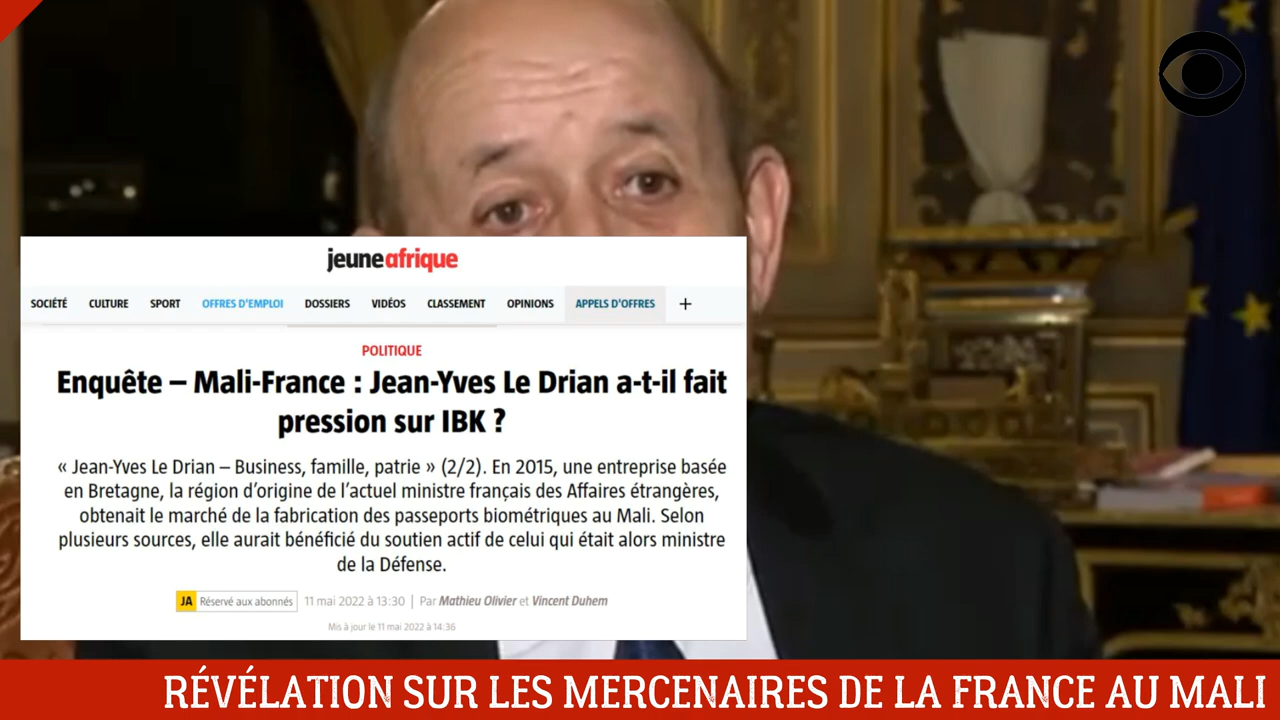 jeuneafrique
SOCIÉTÉ CULTURE SPORT OFFRES D'EMPLOI DOSSIERS VIDÉOS CLASSEMENT OPINIONS APPELS D'OFFRES +
POLITIQUE
Enquête – Mali-France : Jean-Yves Le Drian a-t-il fait
pression sur IBK ?
« Jean-Yves Le Drian – Business, famille, patrie » (2/2). En 2015, une entreprise basée
en Bretagne, la région d'origine de l'actuel ministre français des Affaires étrangères,
obtenait le marché de la fabrication des passeports biométriques au Mali. Selon
plusieurs sources, elle aurait bénéficié du soutien actif de celui qui était alors ministre
de la Défense.
JA Réservé aux abonnés 11 mai 2022 à 13:30 | Par Mathieu Olivier et Vincent Duhem
Mis à jour le 11 mai 2022 à 14:36
RÉVÉLATION SUR LES MERCENAIRES DE LA FRANCE AU MALI